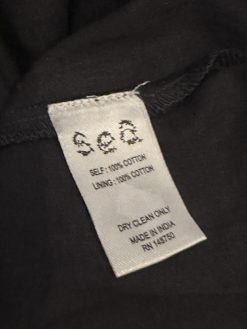 sea
SELF : 100% COTTON
LINING : 100% COTTON
DRY CLEAN ONLY
MADE IN INDIA
RN 148750